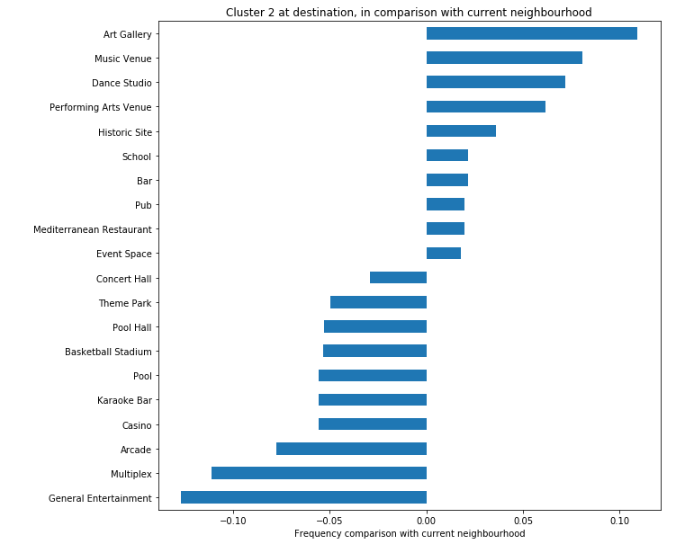 Cluster 2 at destination, in comparison with current neighbourhood
Art Gallery
Music Venue
Dance Studio
Performing Arts Venue
Historic Site
School
Bar
Pub
Mediterranean Restaurant
Event Space
Concert Hall
Theme Park
Pool Hall
Basketball Stadium
Pool
Karaoke Bar
Casino
Arcade
Multiplex
General Entertainment
−0.10 −0.05 0.00 0.05 0.10
Frequency comparison with current neighbourhood